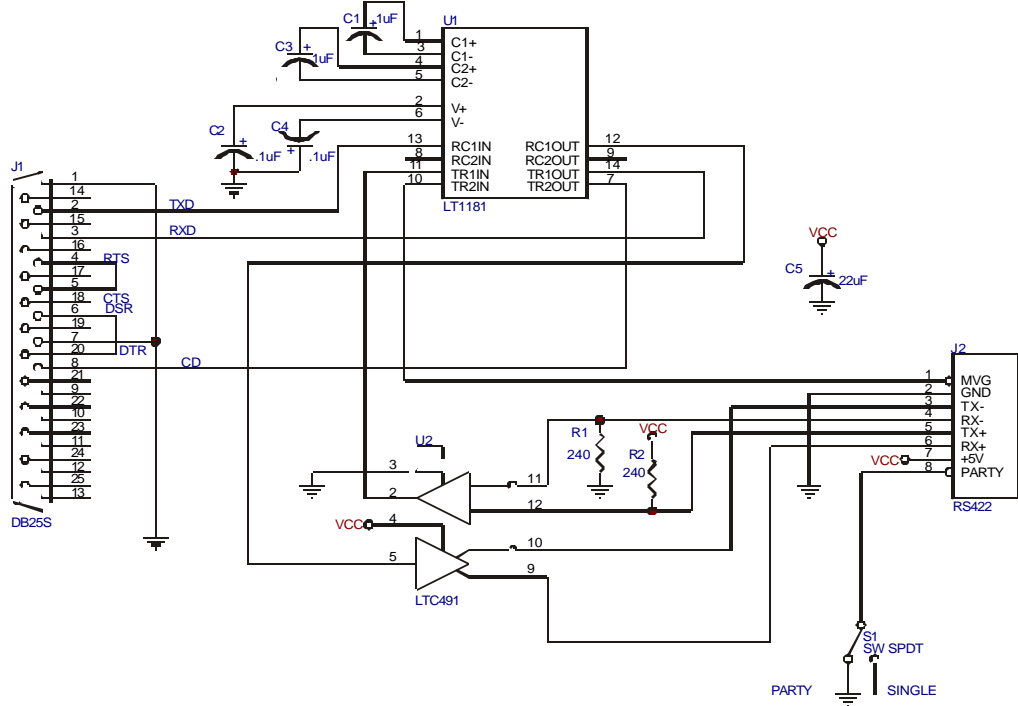 C1
+
.1uF
U1
C3
+
.1uF
1
3
4
5
C1+
C1-
C2+
C2-
2
6
V+
V-
C2
+
.1uF
C4
+
.1uF
13
8
11
10
RC1IN
RC2IN
TR1IN
TR2IN
RC1OUT
RC2OUT
TR1OUT
TR2OUT
12
9
14
7
LT1181
J1
1
14
2
TXD
15
3
RXD
16
4
RTS
17
5
18
CTS
6
DSR
19
7
20
DTR
8
CD
21
9
22
10
23
11
24
12
25
13
DB25S
VCC
C5
+
22uF
J2
1
MVG
2
GND
3
TX-
4
RX-
5
TX+
6
RX+
7
+5V
VCC
8
PARTY
RS422
R1
240
VCC
R2
240
U2
3
2
11
12
VCC
4
5
10
9
LTC491
S1
SW SPDT
PARTY
SINGLE